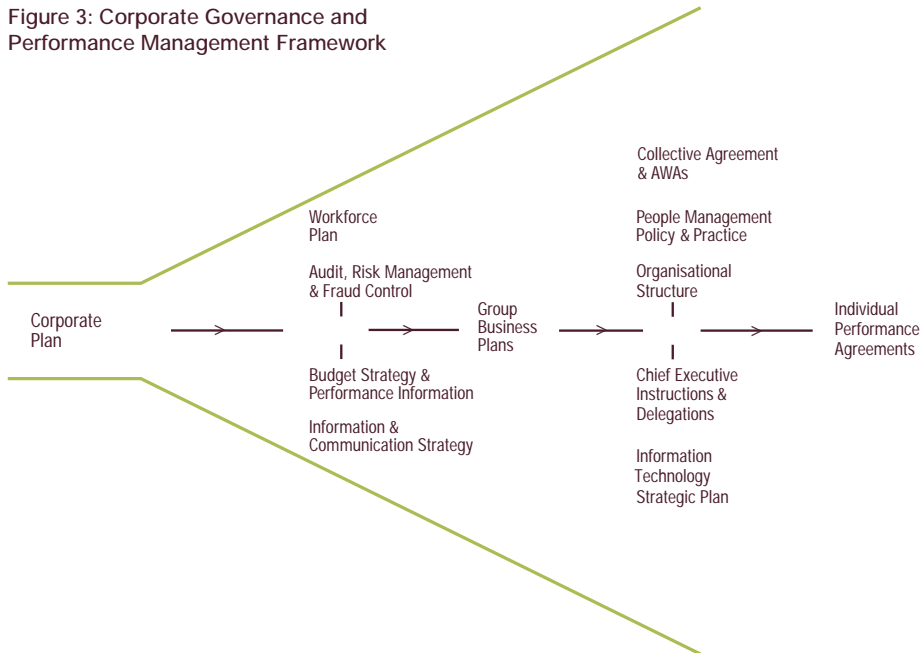 Figure 3: Corporate Governance and
Performance Management Framework
Corporate
Plan
Workforce
Plan
Audit, Risk Management
& Fraud Control
Budget Strategy &
Performance Information
Information &
Communication Strategy
Group
Business
Plans
Collective Agreement
& AWAs
People Management
Policy & Practice
Organisational
Structure
Chief Executive
Instructions &
Delegations
Information
Technology
Strategic Plan
Individual
Performance
Agreements